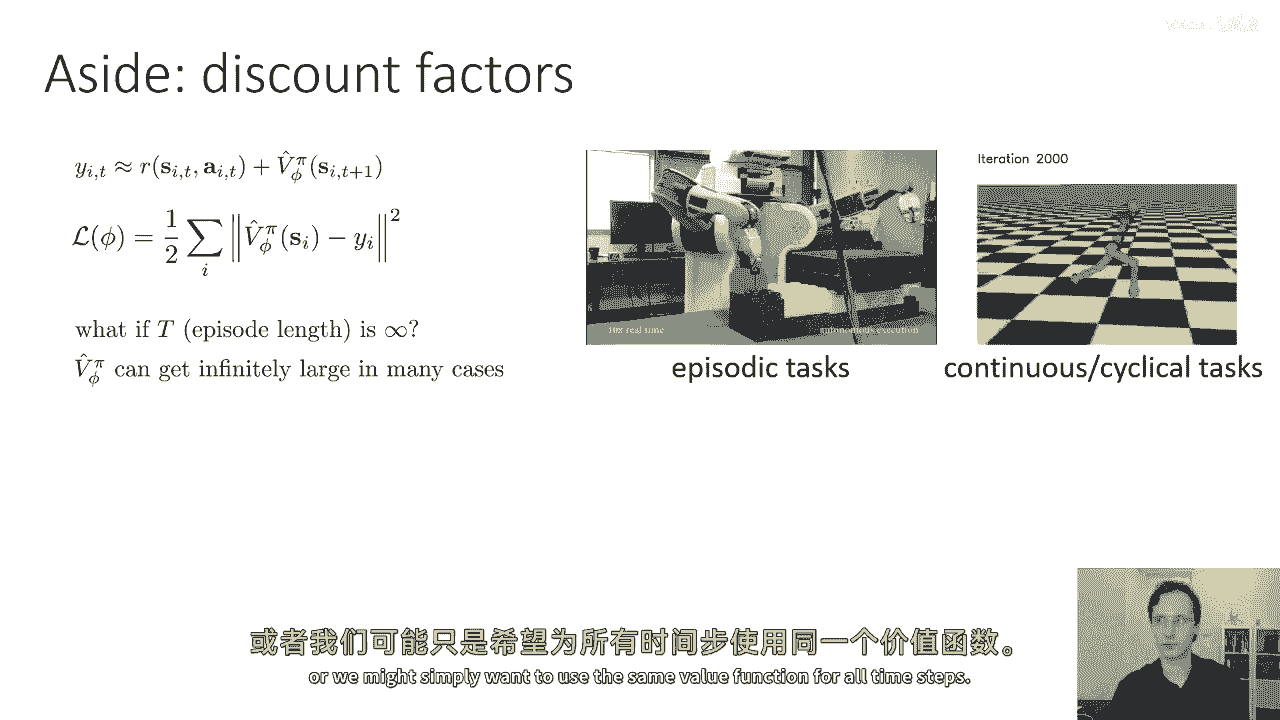 Aside: discount factors
$y_{i,t} \approx r(\mathbf{s}_{i,t}, \mathbf{a}_{i,t}) + \hat{V}^{\pi}_{\phi}(\mathbf{s}_{i,t+1})$
$\mathcal{L}(\phi) = \frac{1}{2} \sum_{i} \left\| \hat{V}^{\pi}_{\phi}(\mathbf{s}_i) - y_i \right\|^2$
what if $T$ (episode length) is $\infty$?
$\hat{V}^{\pi}_{\phi}$ can get infinitely large in many cases
autonomous execution
episodic tasks
Iteration 2000
continuous/cyclical tasks
或者我们可能只是希望为所有时间步使用同一个价值函数。
or we might simply want to use the same value function for all time steps.